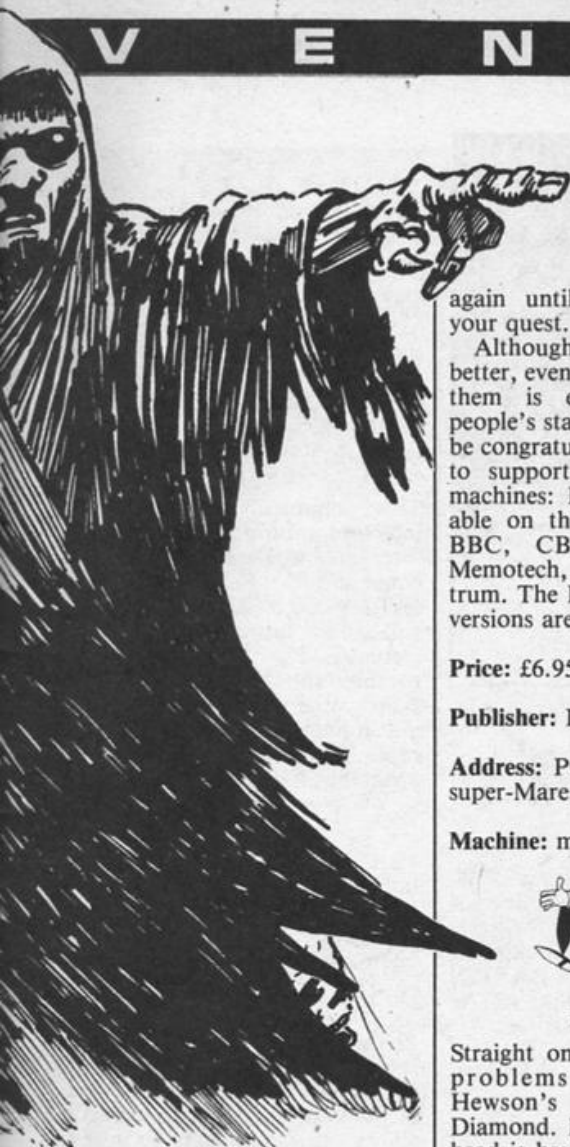 V E N
again until
your quest.
Although
better, even
them is
people's sta
be congratu
to support
machines:
able on th
BBC, CB
Memotech,
trum. The
versions are
Price: £6.95
Publisher:
Address: P
super-Mare
Machine: m
Straight on
problems
Hewson's
Diamond.